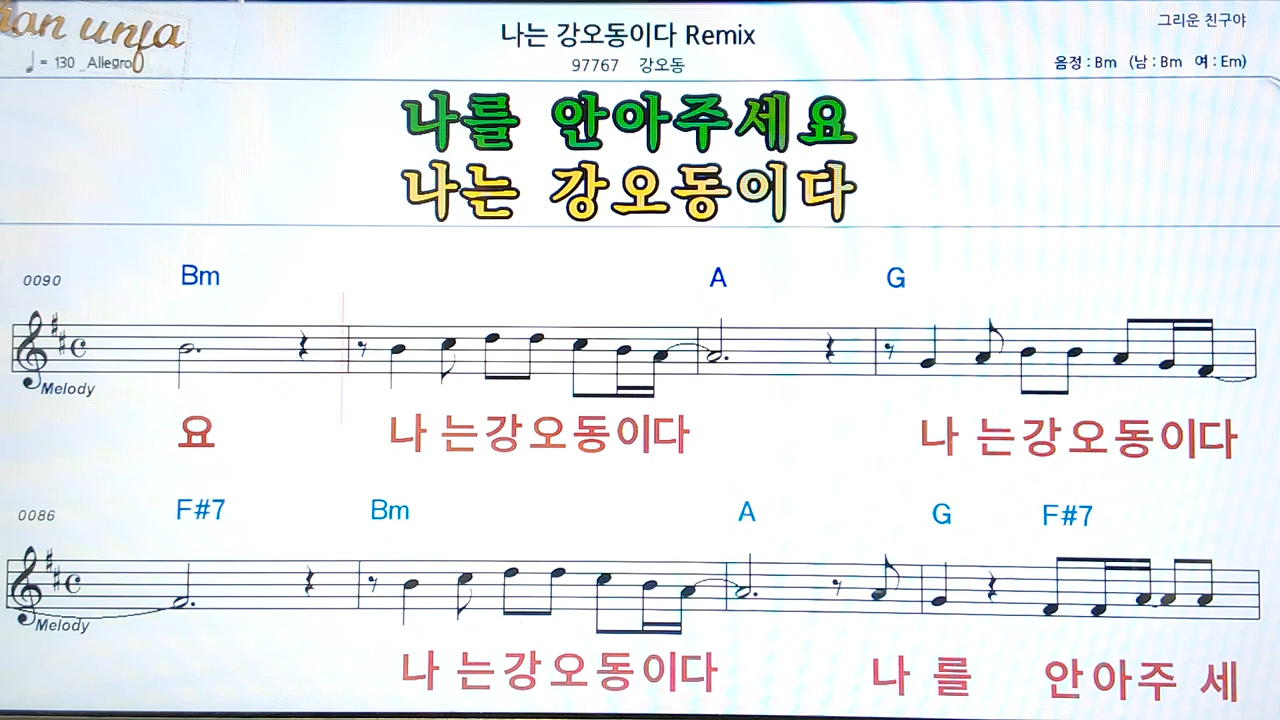 나는 강오동이다 Remix
그리운 친구야
= 130 Allegro
97767 강오동
음정 : Bm (남 : Bm 여 : Em)
나를 안아주세요
나는 강오동이다
0090 Bm A G
Melody
요 나 는강오동이다 나 는강오동이다
0086 F#7 Bm A G F#7
Melody
나 는강오동이다 나 를 안아주 세